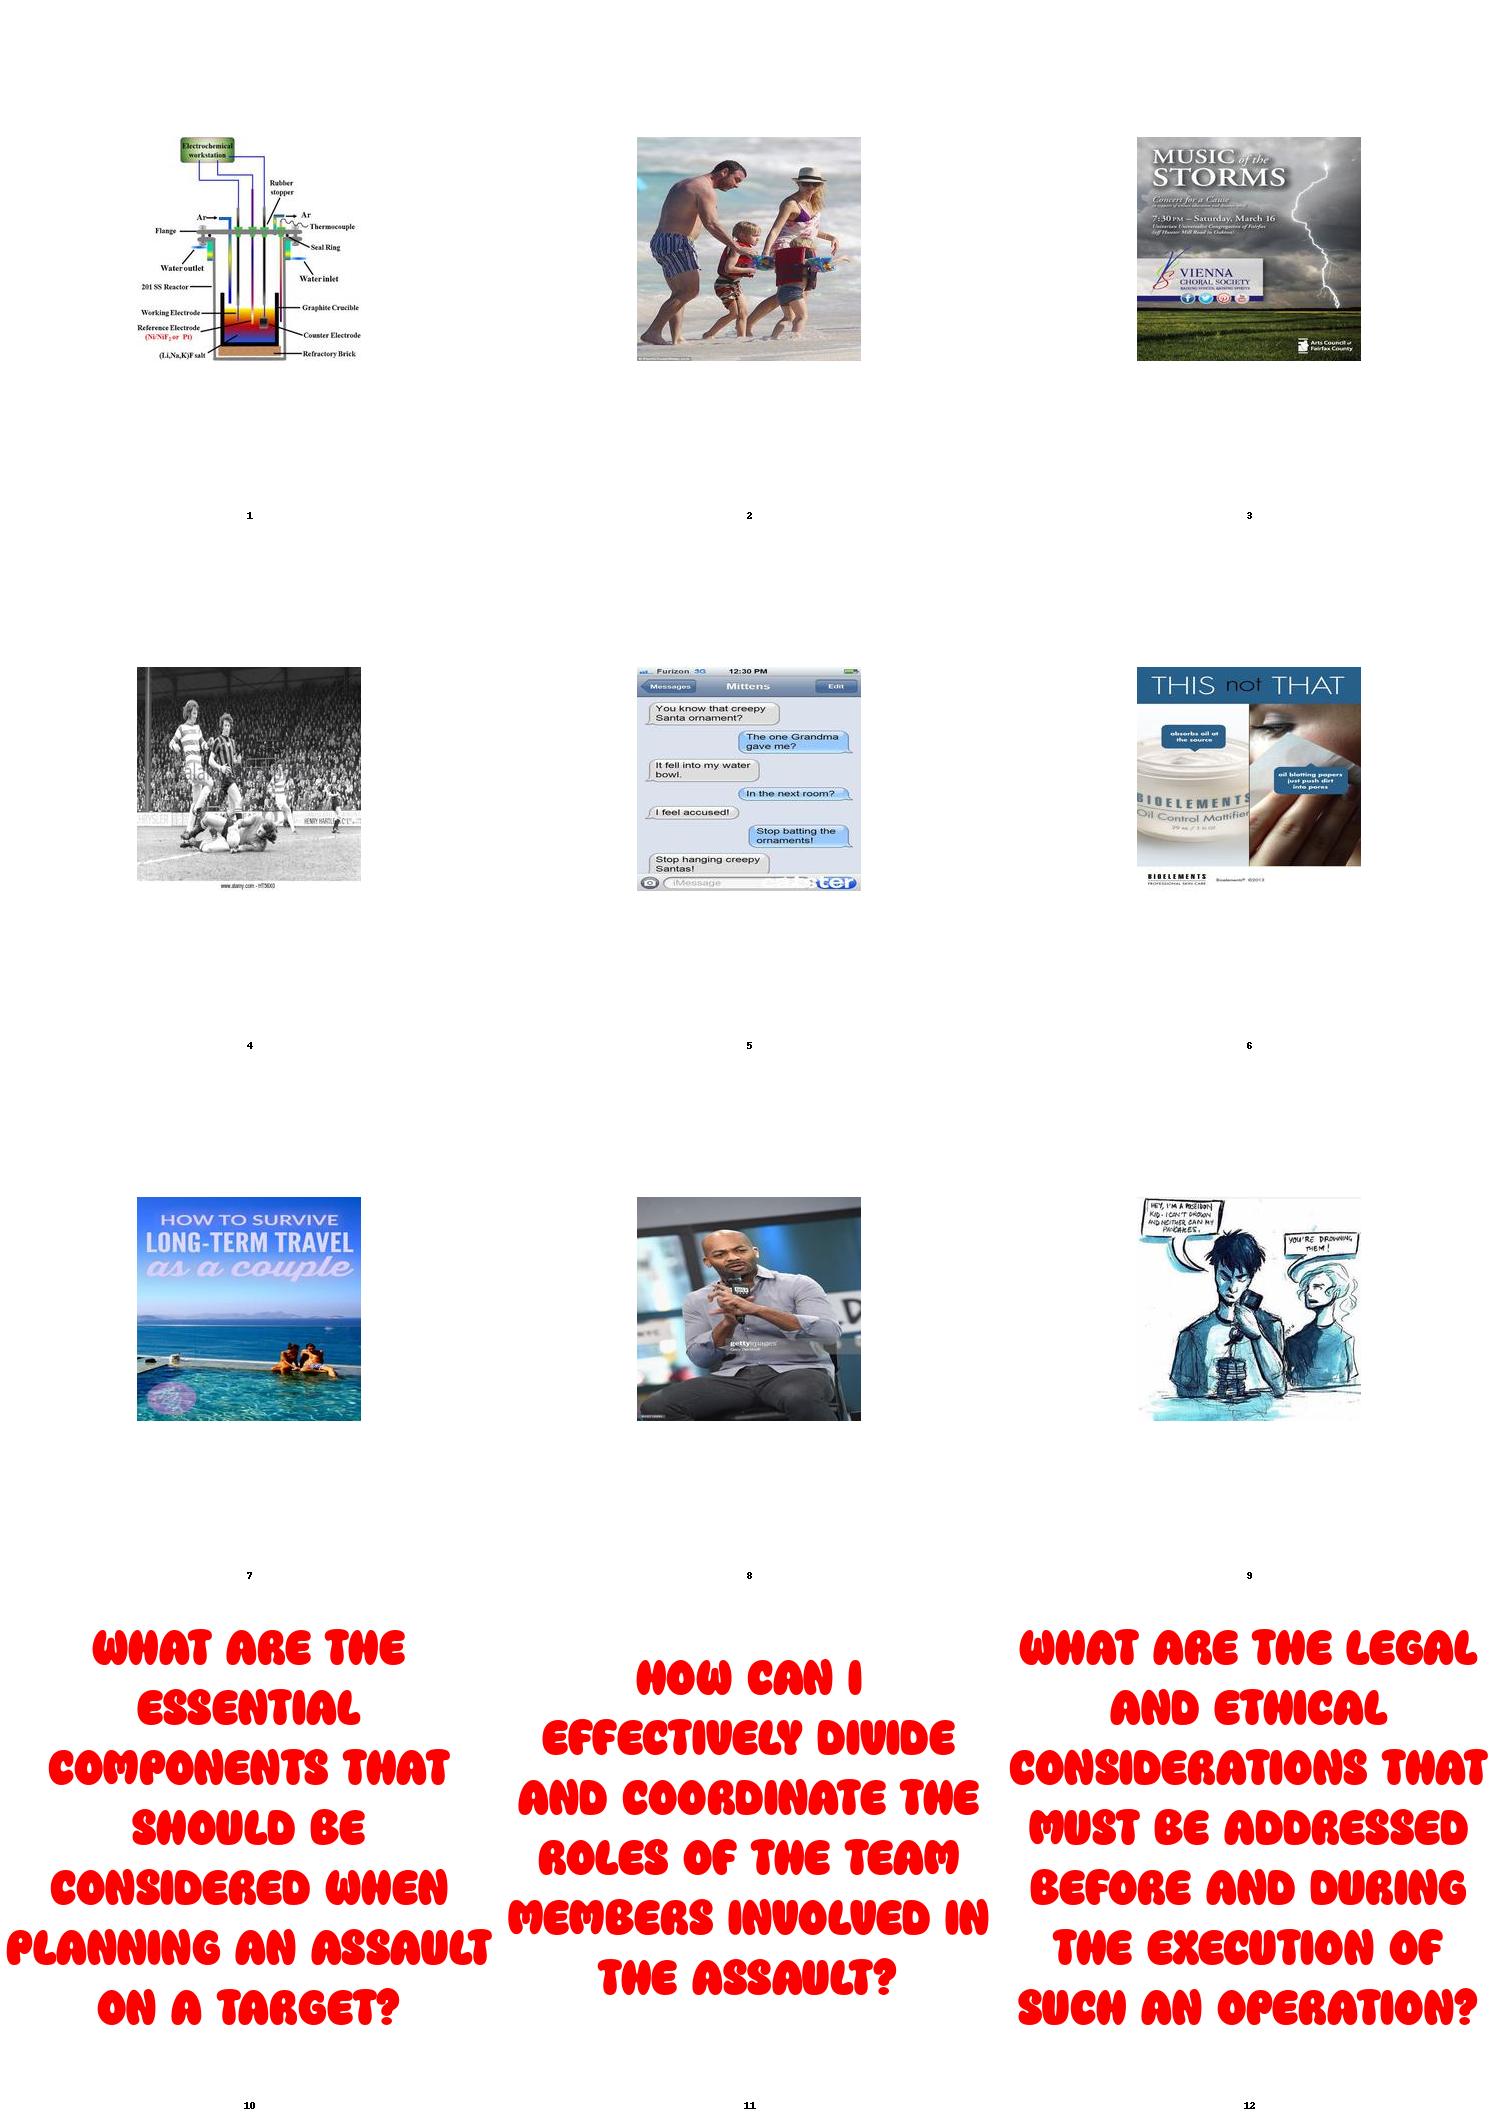 Electrochemical
workstation
Rubber
stopper
Ar
Ar
Thermocouple
Flange
Seal Ring
Water outlet
Water inlet
201 SS Reactor
Graphite Crucible
Working Electrode
Reference Electrode
(Ni/NiF2 or Pt)
Counter Electrode
(Li,Na,K)F salt
Refractory Brick
1
2
MUSIC of the
STORMS
Concert for a Cause
7:30 PM – Saturday, March 16
Unitarian Universalist Congregation of Fairfax
VIENNA
CHORAL SOCIETY
Arts Council of
Fairfax County
3
HENRY
www.alamy.com
4
Furizon 3G 12:30 PM
Messages Mittens Edit
You know that creepy
Santa ornament?
The one Grandma
gave me?
It fell into my water
bowl.
In the next room?
I feel accused!
Stop batting the
ornaments!
Stop hanging creepy
Santas!
iMessage
5
THIS not THAT
absorbs oil at
the source
oil blotting papers
just push dirt
into pores
BIOELEMENTS
Oil Control Mattifier
BIOELEMENTS
PROFESSIONAL SKIN CARE
Bioelements® ©2013
6
HOW TO SURVIVE
LONG-TERM TRAVEL
as a couple
7
gettyimages
8
HEY, I'M A POSEIDON
KID. I CAN'T DROWN
AND NEITHER CAN MY
PANCAKES.
YOU'RE DROWNING
THEM!
9
WHAT ARE THE
ESSENTIAL
COMPONENTS THAT
SHOULD BE
CONSIDERED WHEN
PLANNING AN ASSAULT
ON A TARGET?
10
HOW CAN I
EFFECTIVELY DIVIDE
AND COORDINATE THE
ROLES OF THE TEAM
MEMBERS INVOLVED IN
THE ASSAULT?
11
WHAT ARE THE LEGAL
AND ETHICAL
CONSIDERATIONS THAT
MUST BE ADDRESSED
BEFORE AND DURING
THE EXECUTION OF
SUCH AN OPERATION?
12